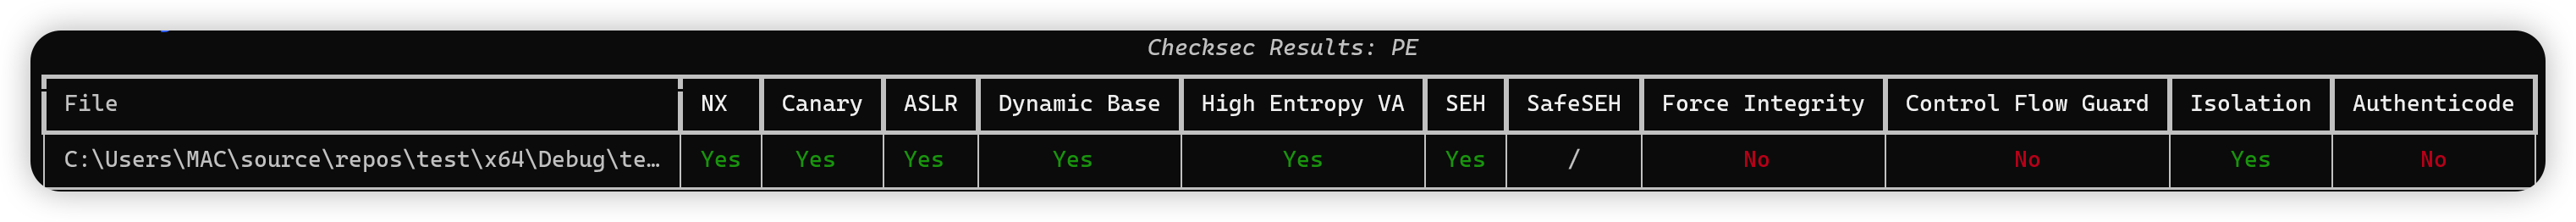 Checksec Results: PE
File NX Canary ASLR Dynamic Base High Entropy VA SEH SafeSEH Force Integrity Control Flow Guard Isolation Authenticode
C:\Users\MAC\source\repos\test\x64\Debug\te… Yes Yes Yes Yes Yes Yes / No No Yes No